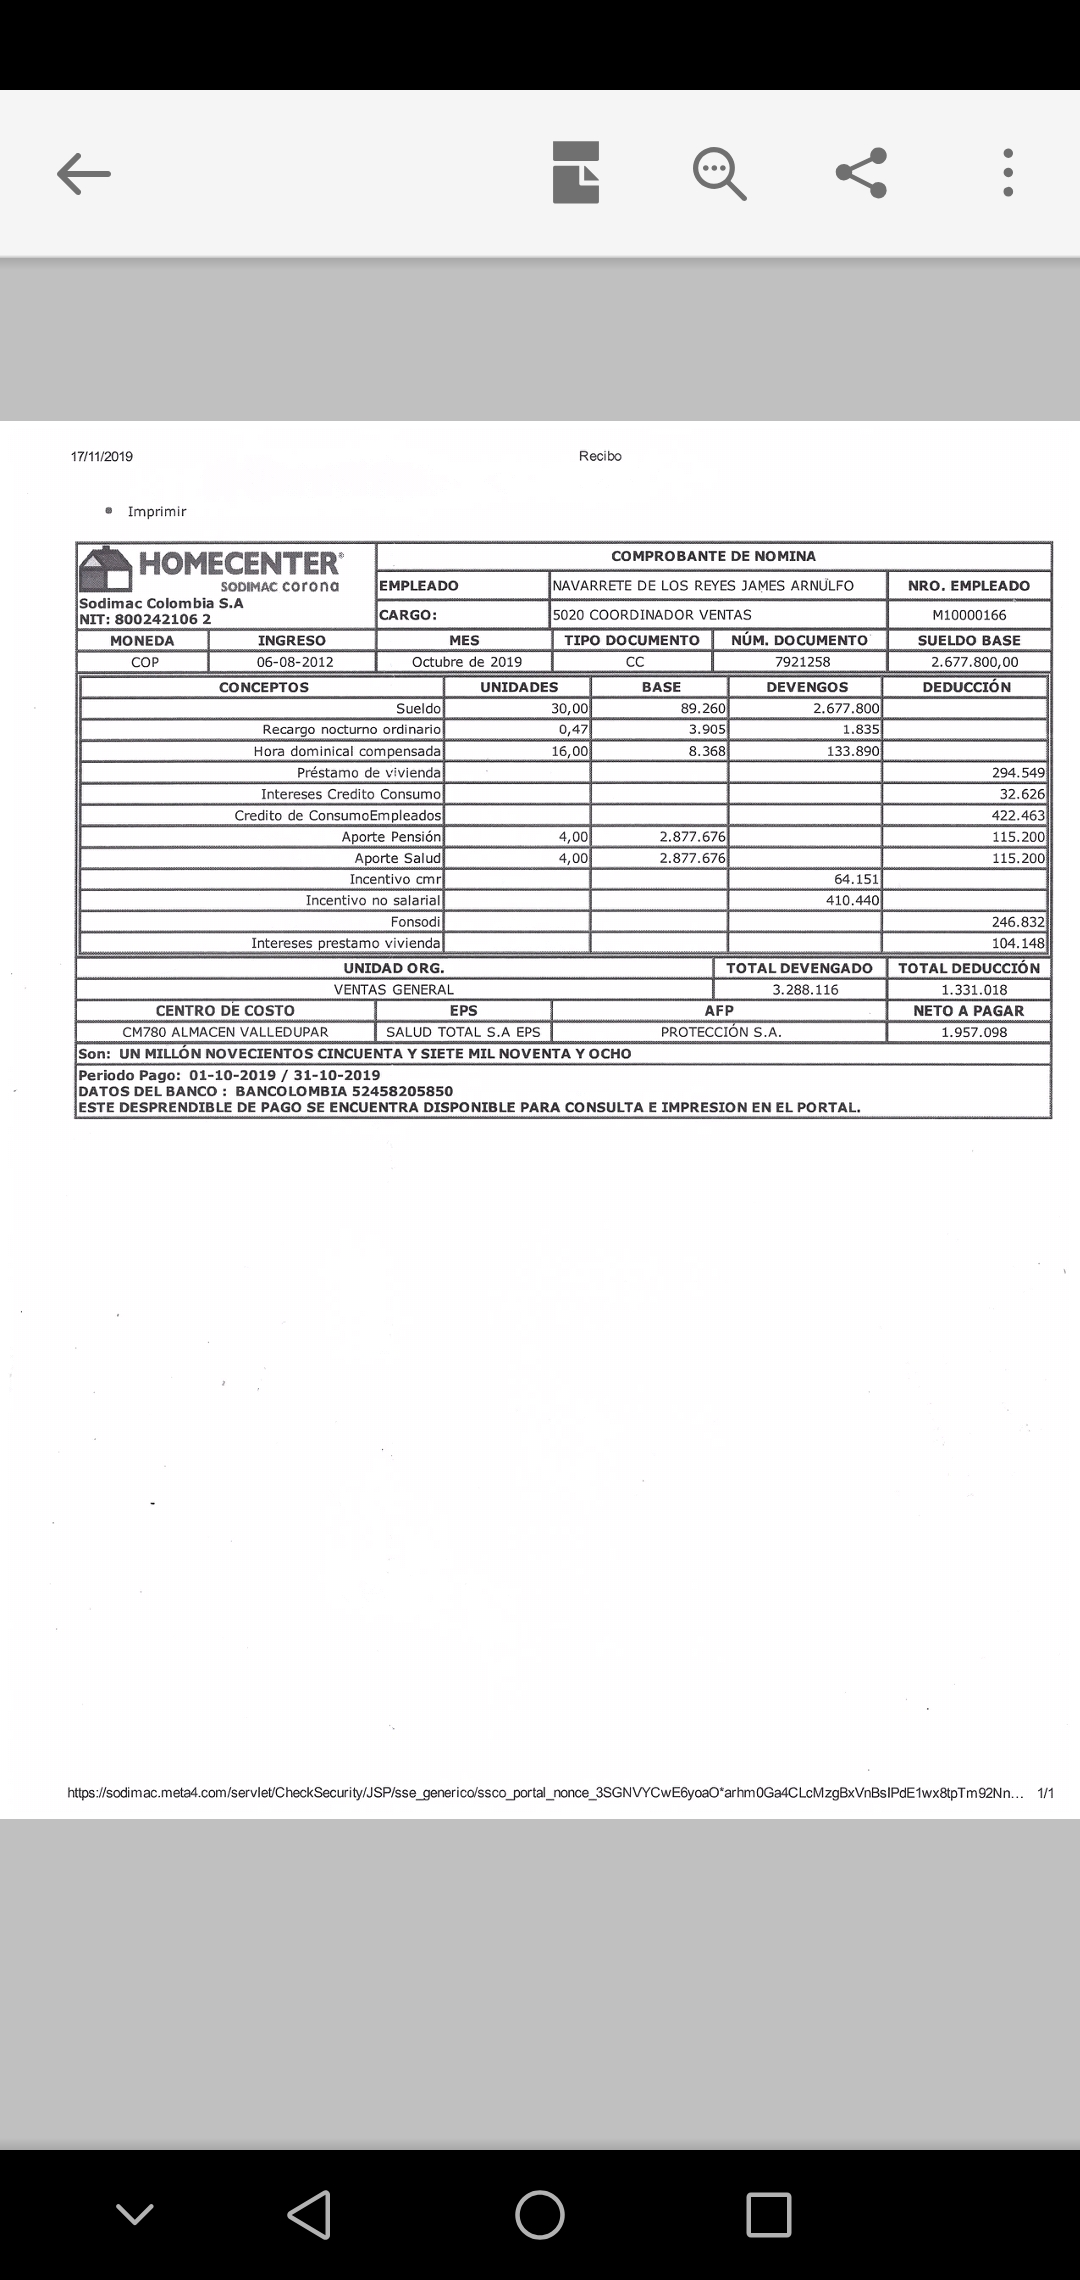 17/11/2019 Recibo
Imprimir
HOMECENTER®
SODIMAC corona
Sodimac Colombia S.A
NIT: 800242106 2
COMPROBANTE DE NOMINA
EMPLEADO NAVARRETE DE LOS REYES JAMES ARNULFO NRO. EMPLEADO
CARGO: 5020 COORDINADOR VENTAS M10000166
MONEDA INGRESO MES TIPO DOCUMENTO NÚM. DOCUMENTO SUELDO BASE
COP 06-08-2012 Octubre de 2019 CC 7921258 2.677.800,00
CONCEPTOS UNIDADES BASE DEVENGOS DEDUCCIÓN
Sueldo 30,00 89.260 2.677.800
Recargo nocturno ordinario 0,47 3.905 1.835
Hora dominical compensada 16,00 8.368 133.890
Préstamo de vivienda 294.549
Intereses Credito Consumo 32.626
Credito de ConsumoEmpleados 422.463
Aporte Pensión 4,00 2.877.676 115.200
Aporte Salud 4,00 2.877.676 115.200
Incentivo cmr 64.151
Incentivo no salarial 410.440
Fonsodi 246.832
Intereses prestamo vivienda 104.148
UNIDAD ORG. TOTAL DEVENGADO TOTAL DEDUCCIÓN
VENTAS GENERAL 3.288.116 1.331.018
CENTRO DE COSTO EPS AFP NETO A PAGAR
CM780 ALMACEN VALLEDUPAR SALUD TOTAL S.A EPS PROTECCIÓN S.A. 1.957.098
Son: UN MILLÓN NOVECIENTOS CINCUENTA Y SIETE MIL NOVENTA Y OCHO
Periodo Pago: 01-10-2019 / 31-10-2019
DATOS DEL BANCO : BANCOLOMBIA 52458205850
ESTE DESPRENDIBLE DE PAGO SE ENCUENTRA DISPONIBLE PARA CONSULTA E IMPRESION EN EL PORTAL.
https://sodimac.meta4.com/servlet/CheckSecurity/JSP/sse_generico/ssco_portal_nonce_3SGNVYCwE6yoaO*arhm0Ga4CLcMzgBxVnBsIPdE1wx8tpTm92Nn... 1/1